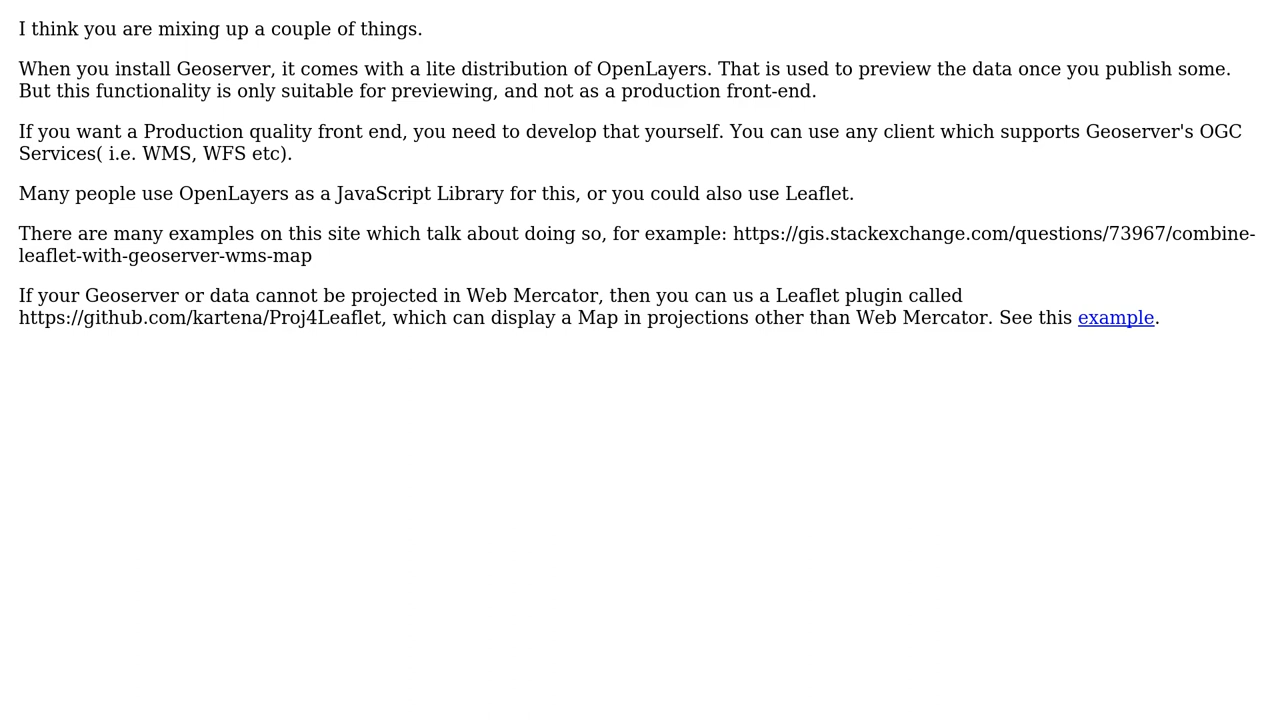 I think you are mixing up a couple of things.
When you install Geoserver, it comes with a lite distribution of OpenLayers. That is used to preview the data once you publish some.
But this functionality is only suitable for previewing, and not as a production front-end.
If you want a Production quality front end, you need to develop that yourself. You can use any client which supports Geoserver's OGC
Services( i.e. WMS, WFS etc).
Many people use OpenLayers as a JavaScript Library for this, or you could also use Leaflet.
There are many examples on this site which talk about doing so, for example: https://gis.stackexchange.com/questions/73967/combine-
leaflet-with-geoserver-wms-map
If your Geoserver or data cannot be projected in Web Mercator, then you can us a Leaflet plugin called
https://github.com/kartena/Proj4Leaflet, which can display a Map in projections other than Web Mercator. See this example.